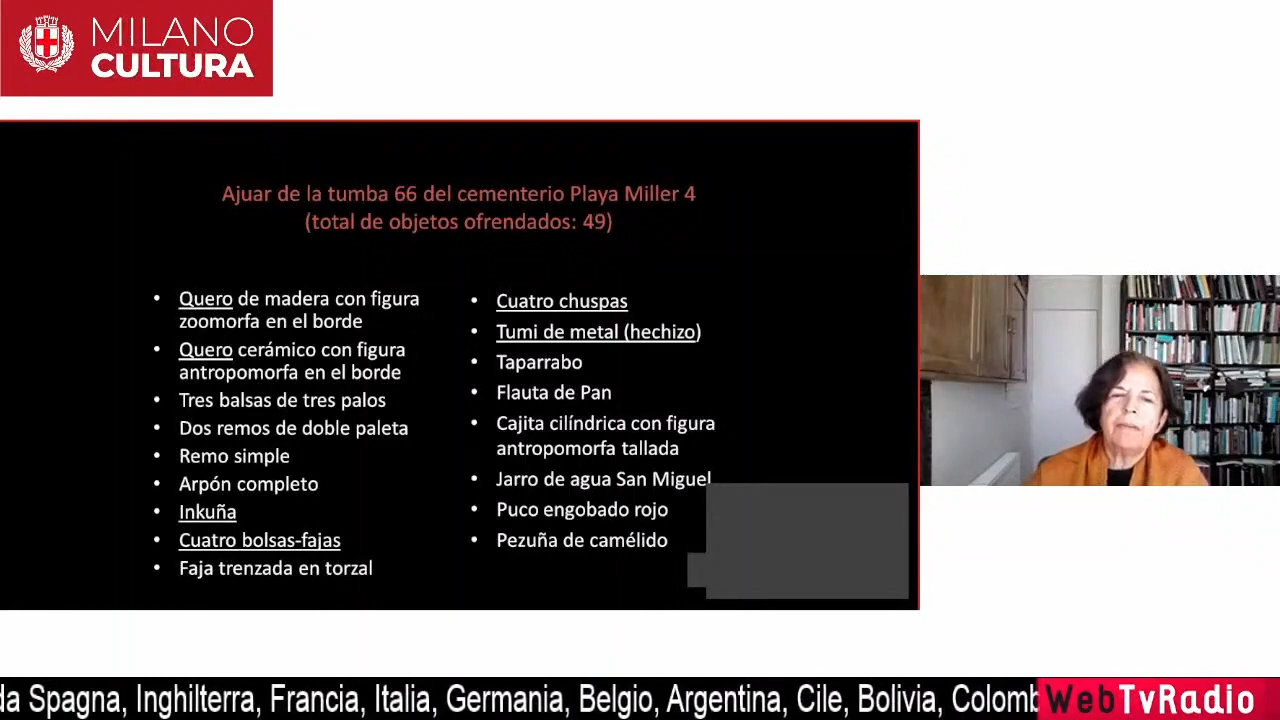 MILANO
CULTURA
Ajuar de la tumba 66 del cementerio Playa Miller 4
(total de objetos ofrendados: 49)
• Quero de madera con figura
zoomorfa en el borde
• Quero cerámico con figura
antropomorfa en el borde
• Tres balsas de tres palos
• Dos remos de doble paleta
• Remo simple
• Arpón completo
• Inkuña
• Cuatro bolsas-fajas
• Faja trenzada en torzal
• Cuatro chuspas
• Tumi de metal (hechizo)
• Taparrabo
• Flauta de Pan
• Cajita cilíndrica con figura
antropomorfa tallada
• Jarro de agua San Miguel
• Puco engobado rojo
• Pezuña de camélido
da Spagna, Inghilterra, Francia, Italia, Germania, Belgio, Argentina, Cile, Bolivia, Colomb
WebTvRadio